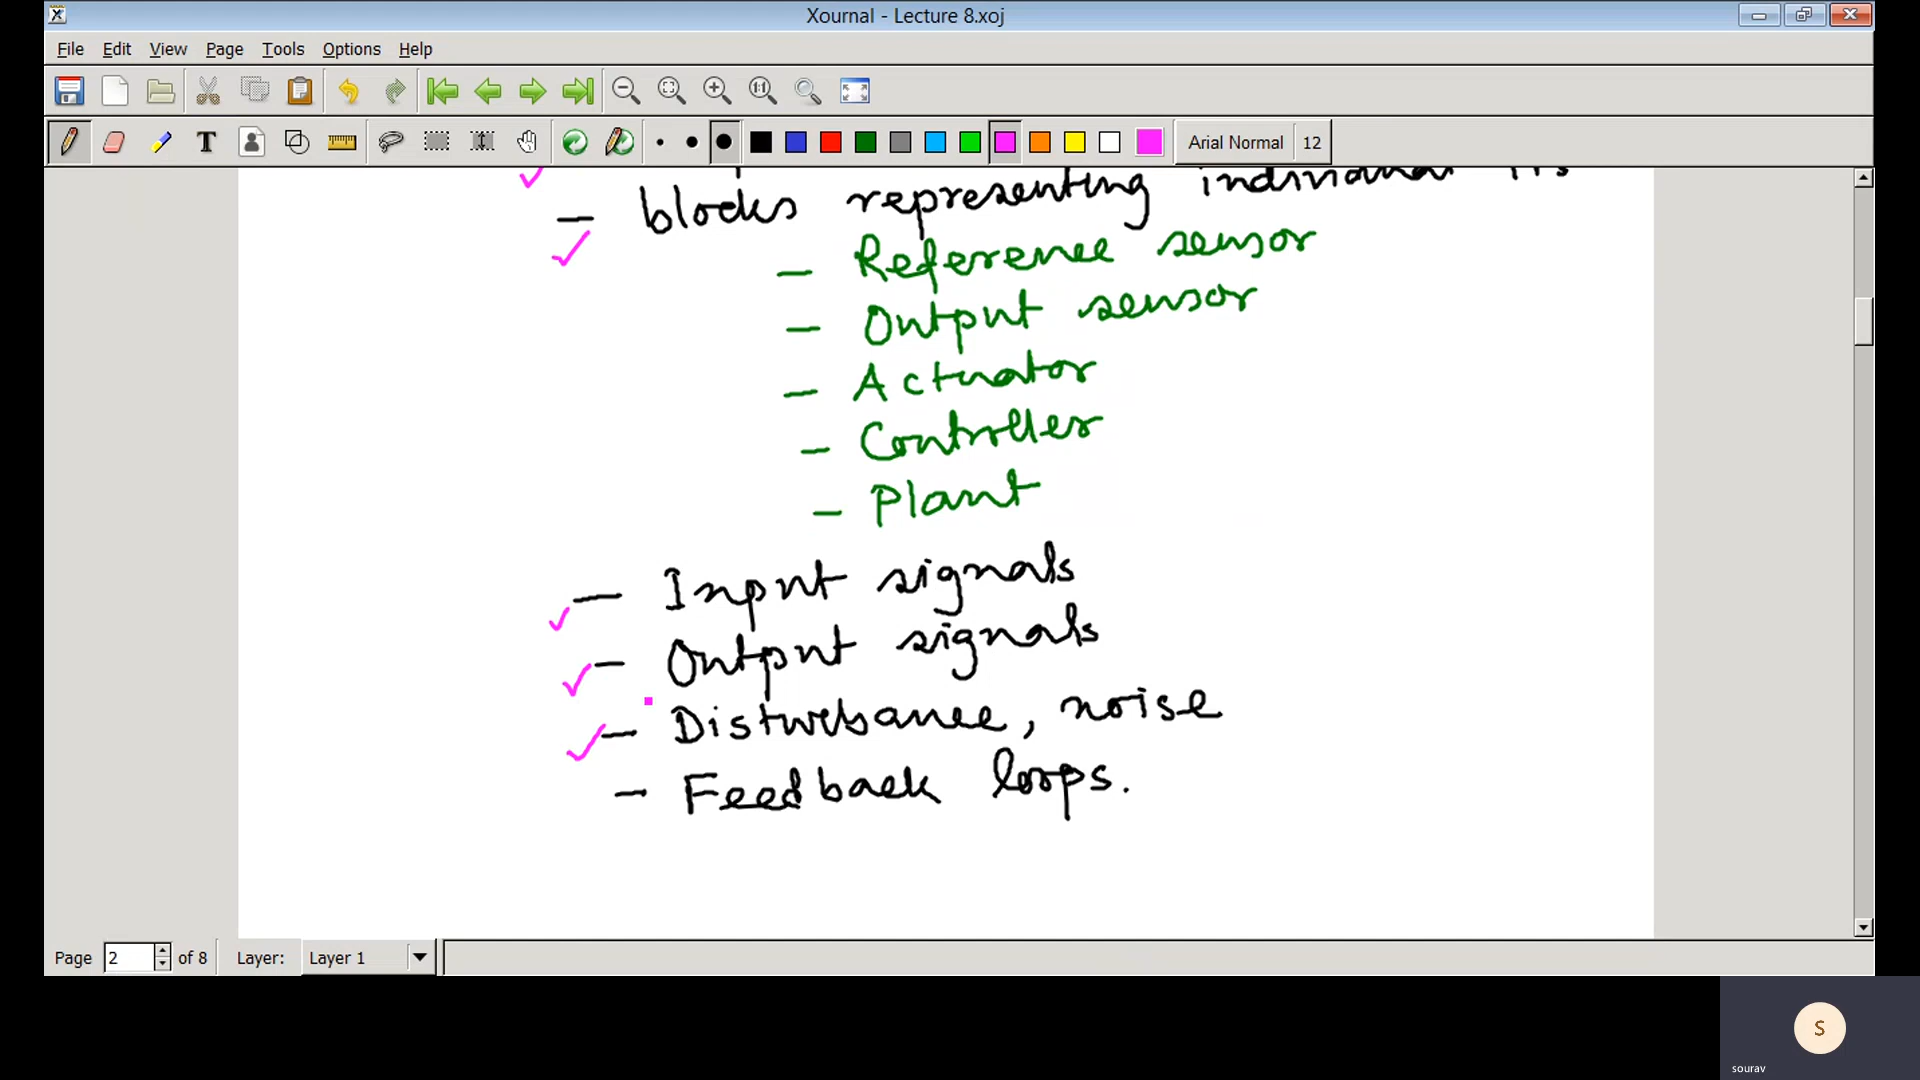 Xournal - Lecture 8.xoj
File Edit View Page Tools Options Help
Arial Normal 12
- blocks representing individual
- Reference sensor
- Output sensor
- Actuator
- Controller
- Plant
- Input signals
- Output signals
- Disturbance, noise
- Feedback loops.
Page 2 of 8 Layer: Layer 1
S
sourav